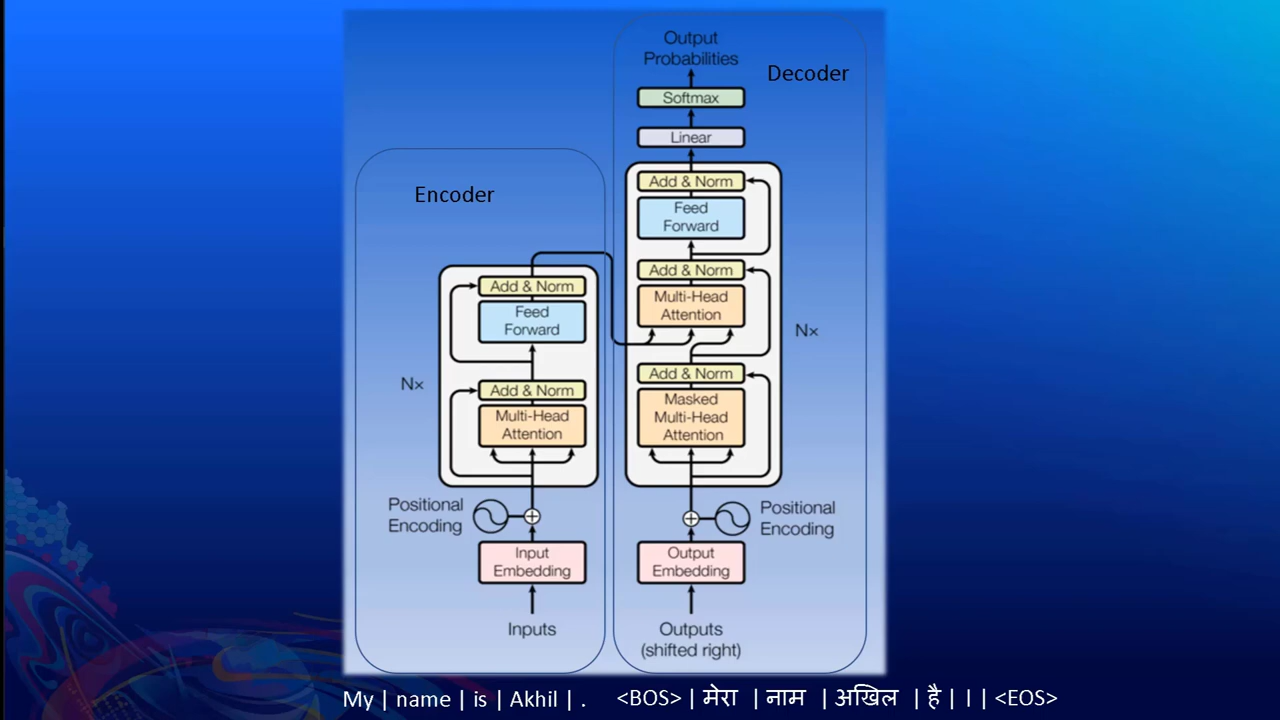 Output
Probabilities
Decoder
Softmax
Linear
Add & Norm
Feed
Forward
Add & Norm
Multi-Head
Attention
Nx
Add & Norm
Masked
Multi-Head
Attention
Positional
Encoding
Output
Embedding
Outputs
(shifted right)
Encoder
Add & Norm
Feed
Forward
Nx
Add & Norm
Multi-Head
Attention
Positional
Encoding
Input
Embedding
Inputs
My | name | is | Akhil | .
<BOS> | मेरा | नाम | अखिल | है | । | <EOS>